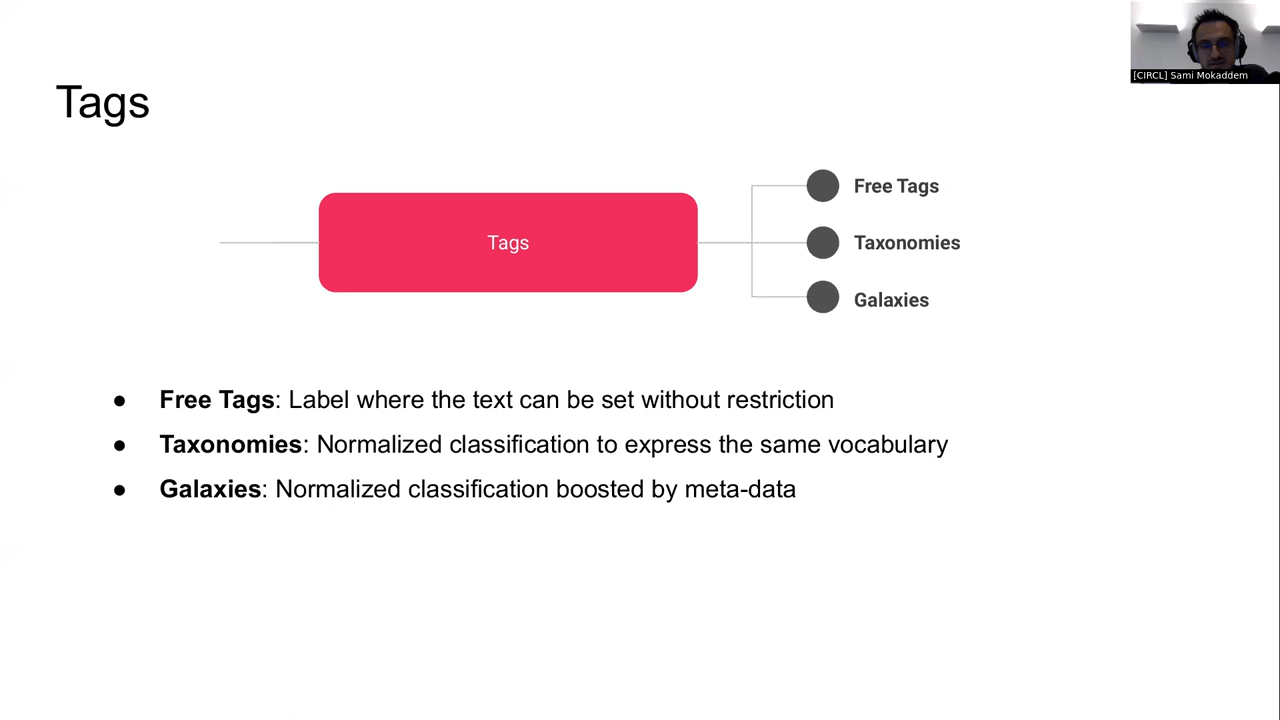 [CIRCL] Sami Mokaddem
Tags
Tags
Free Tags
Taxonomies
Galaxies
● Free Tags: Label where the text can be set without restriction
● Taxonomies: Normalized classification to express the same vocabulary
● Galaxies: Normalized classification boosted by meta-data